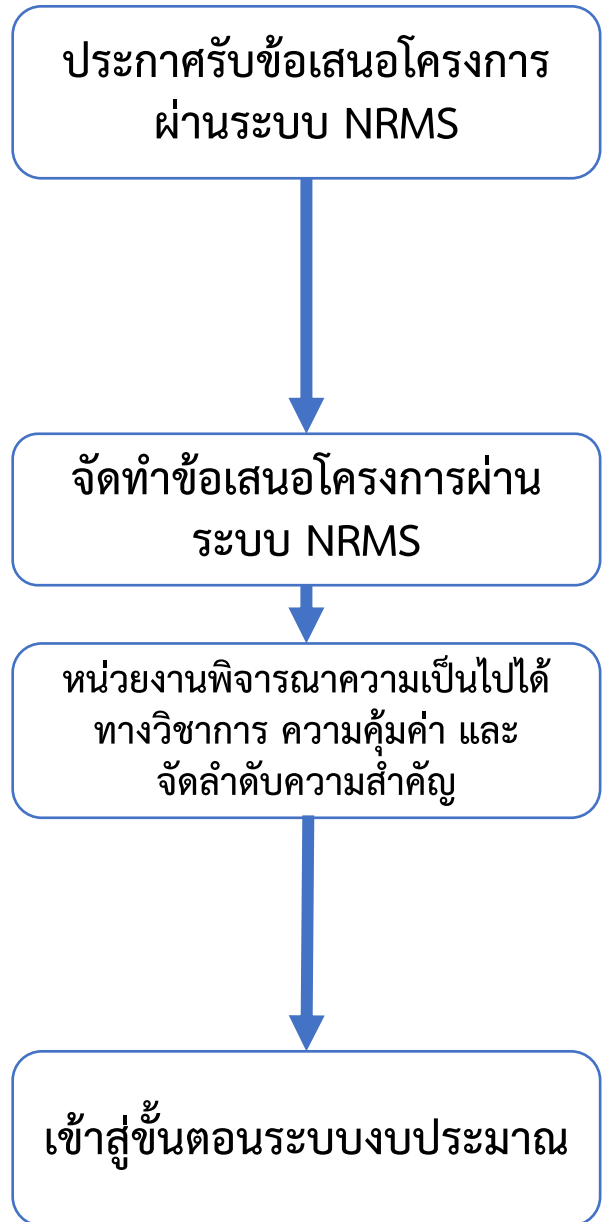 ประกาศรับข้อเสนอโครงการ
ผ่านระบบ NRMS
จัดทำข้อเสนอโครงการผ่าน
ระบบ NRMS
หน่วยงานพิจารณาความเป็นไปได้
ทางวิชาการ ความคุ้มค่า และ
จัดลำดับความสำคัญ
เข้าสู่ขั้นตอนระบบงบประมาณ